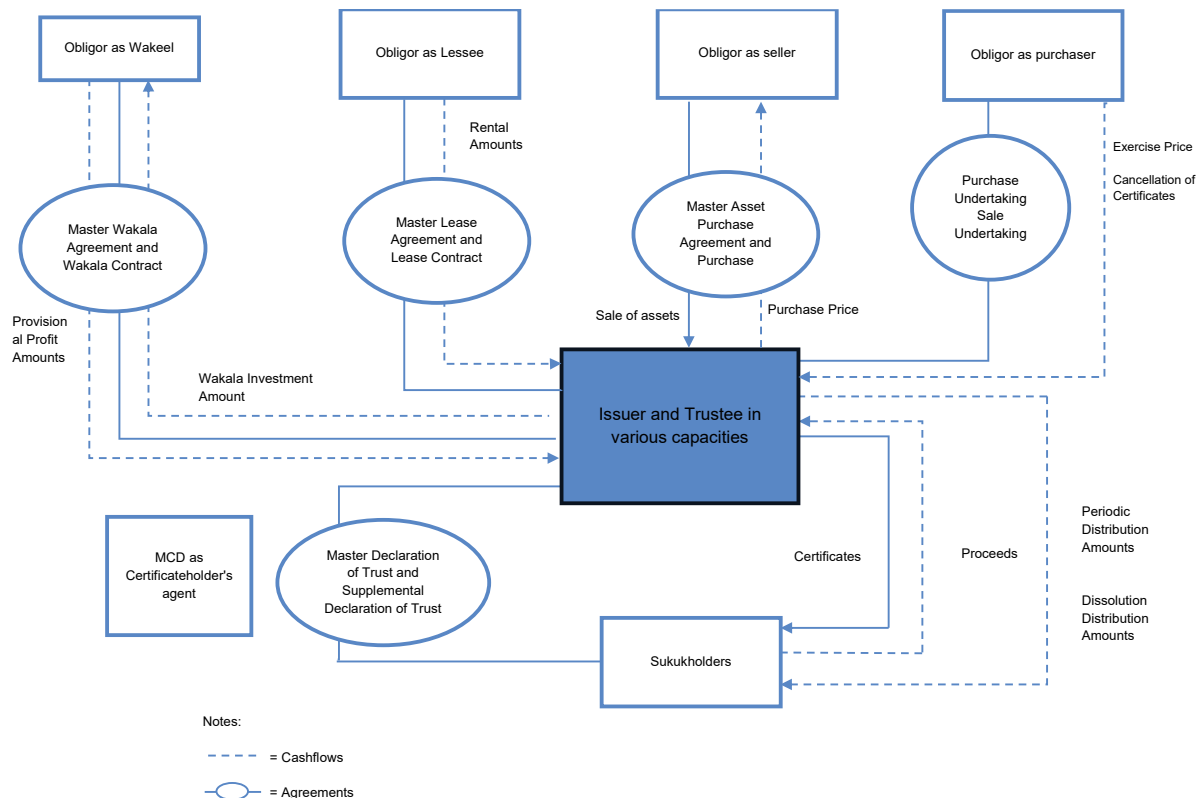 Obligor as Wakeel
Obligor as Lessee
Obligor as seller
Obligor as purchaser
Rental
Amounts
Exercise Price
Cancellation of
Certificates
Master Wakala
Agreement and
Wakala Contract
Master Lease
Agreement and
Lease Contract
Master Asset
Purchase
Agreement and
Purchase
Purchase
Undertaking
Sale
Undertaking
Provision
al Profit
Amounts
Sale of assets
Purchase Price
Wakala Investment
Amount
Issuer and Trustee in
various capacities
MCD as
Certificateholder's
agent
Master Declaration
of Trust and
Supplemental
Declaration of Trust
Certificates
Proceeds
Periodic
Distribution
Amounts
Dissolution
Distribution
Amounts
Sukukholders
Notes:
= Cashflows
= Agreements